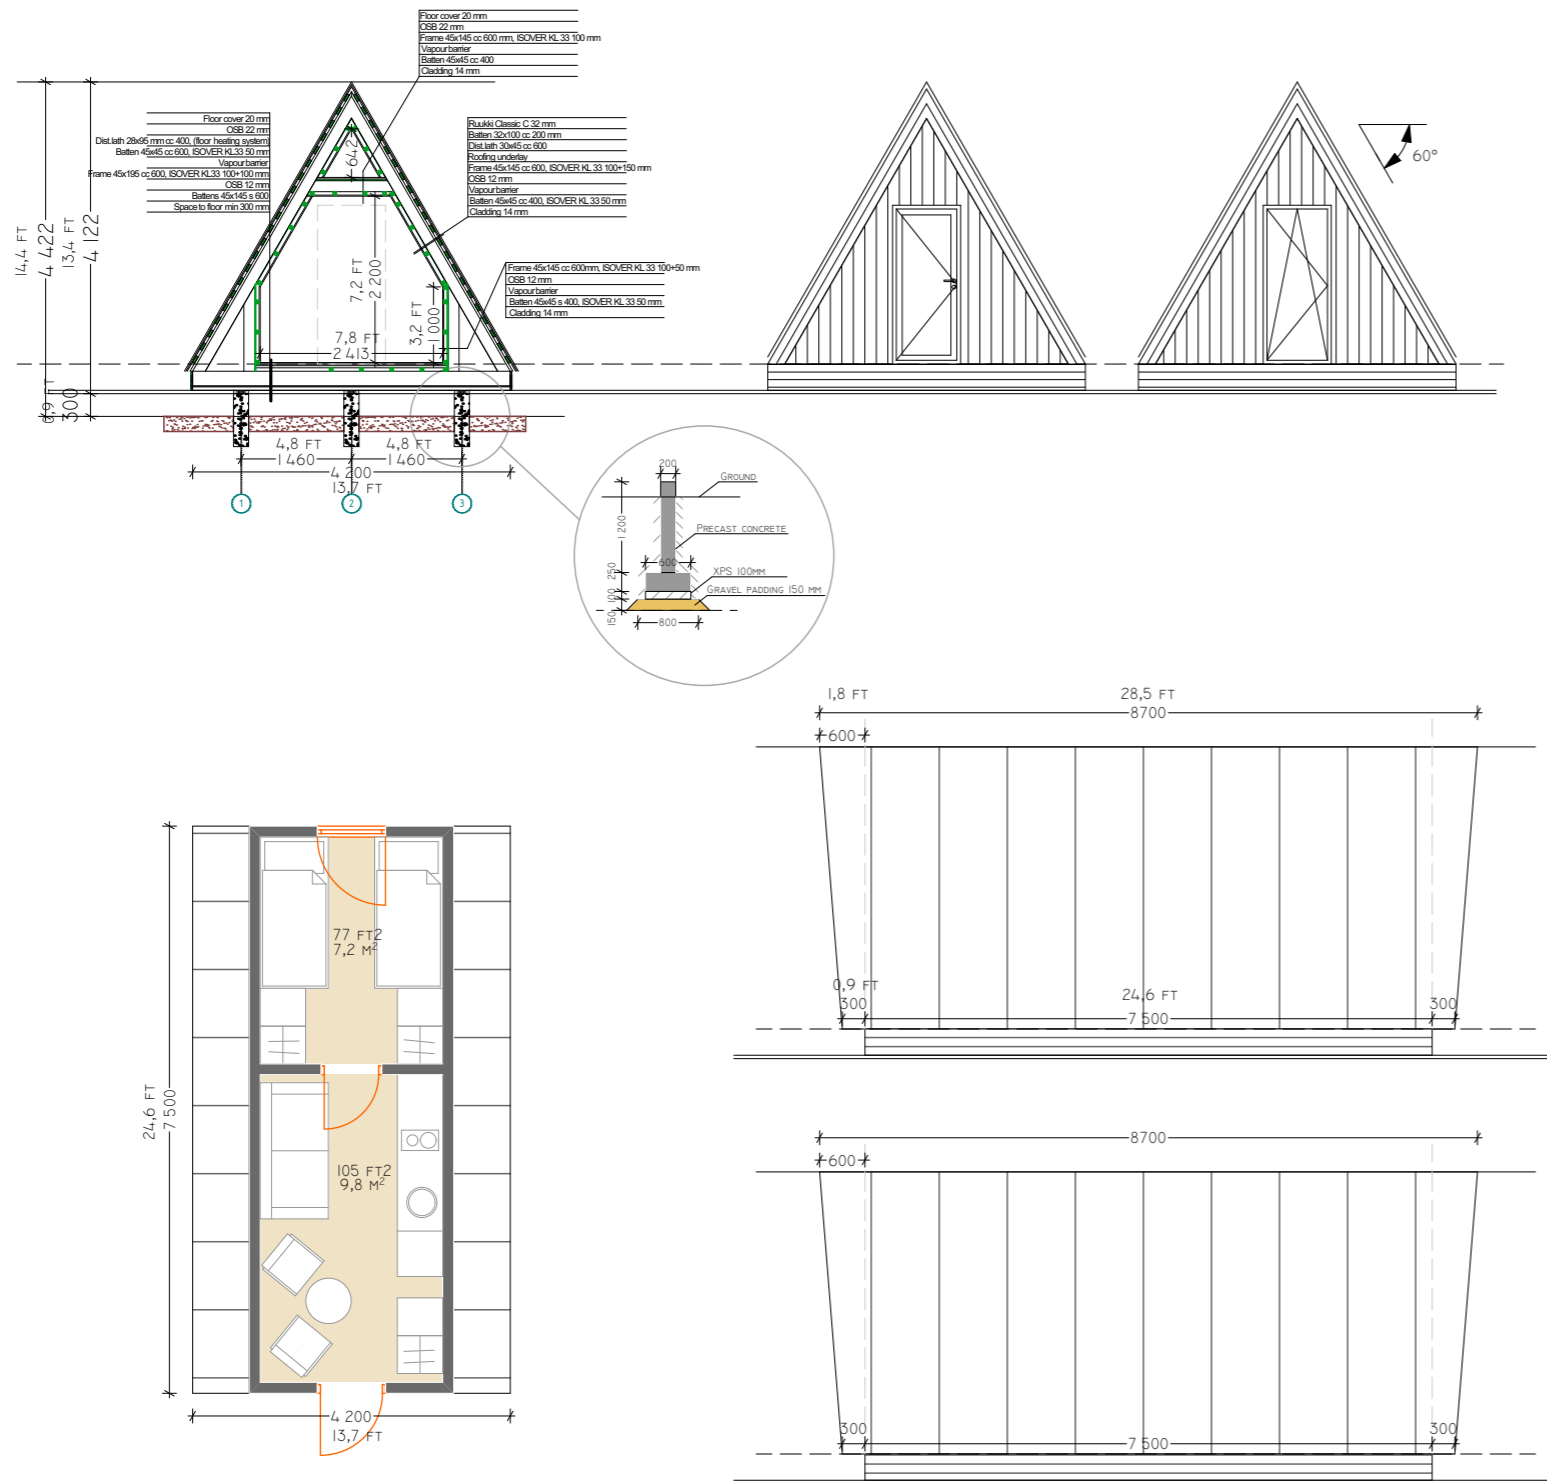 Floor cover 20 mm
OSB 22 mm
Frame 45x145 cc 600 mm, ISOVER KL 33 100 mm
Vapour barrier
Batten 45x45 cc 400
Cladding 14 mm
Floor cover 20 mm
OSB 22 mm
Dist.lath 28x95 mm cc 400, (floor heating system)
Batten 45x45 cc 600, ISOVER KL33 50 mm
Vapour barrier
Frame 45x195 cc 600, ISOVER KL33 100+100 mm
OSB 12 mm
Battens 45x145 s 600
Space to floor min 300 mm
Ruukki Classic C 32 mm
Batten 32x100 cc 200 mm
Dist.lath 30x45 cc 600
Roofing underlay
Frame 45x145 cc 600, ISOVER KL 33 100+150 mm
OSB 12 mm
Vapour barrier
Batten 45x45 cc 400, ISOVER KL 33 50 mm
Cladding 14 mm
Frame 45x145 cc 600mm, ISOVER KL 33 100+50 mm
OSB 12 mm
Vapour barrier
Batten 45x45 s 400, ISOVER KL 33 50 mm
Cladding 14 mm
14,4 FT
4 422
13,4 FT
4 122
0,9 FT
300
642
7,2 FT
2 200
3,2 FT
1 000
7,8 FT
2 413
4,8 FT
1 460
4,8 FT
1 460
4 200
13,7 FT
1
2
3
60°
200
GROUND
1 200
PRECAST CONCRETE
600
250
XPS 100MM
100
GRAVEL PADDING 150 MM
150
800
1,8 FT
28,5 FT
8700
600
0,9 FT
300
24,6 FT
7 500
300
77 FT2
7,2 M²
24,6 FT
7 500
105 FT2
9,8 M²
4 200
13,7 FT
8700
600
300
7 500
300